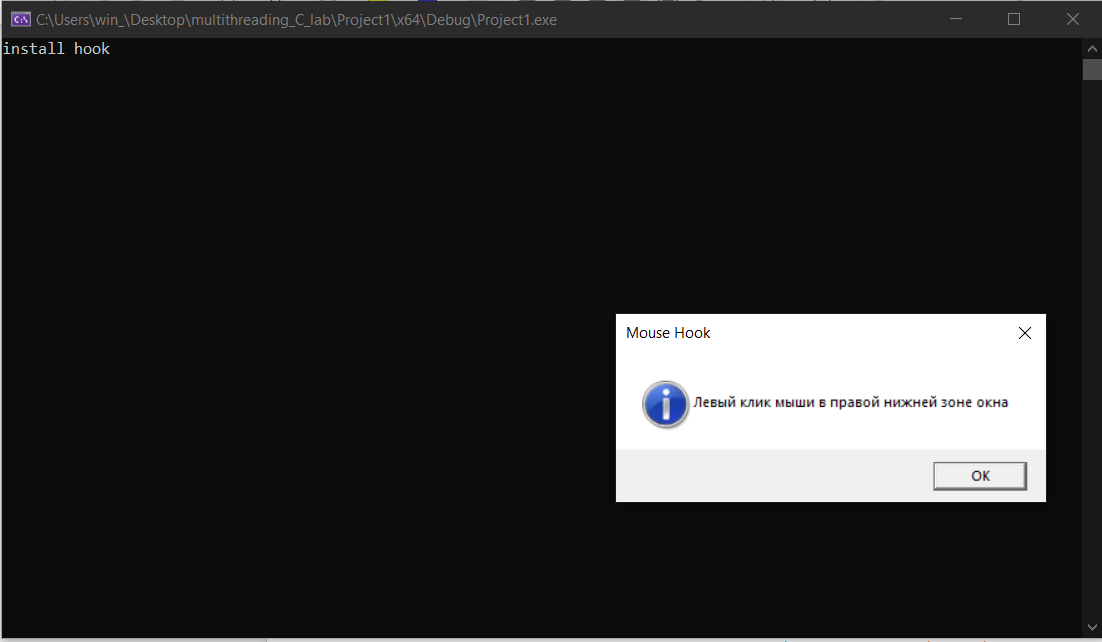 C:\Users\win_\Desktop\multithreading_C_lab\Project1\x64\Debug\Project1.exe
install hook
Mouse Hook
Левый клик мыши в правой нижней зоне окна
OK